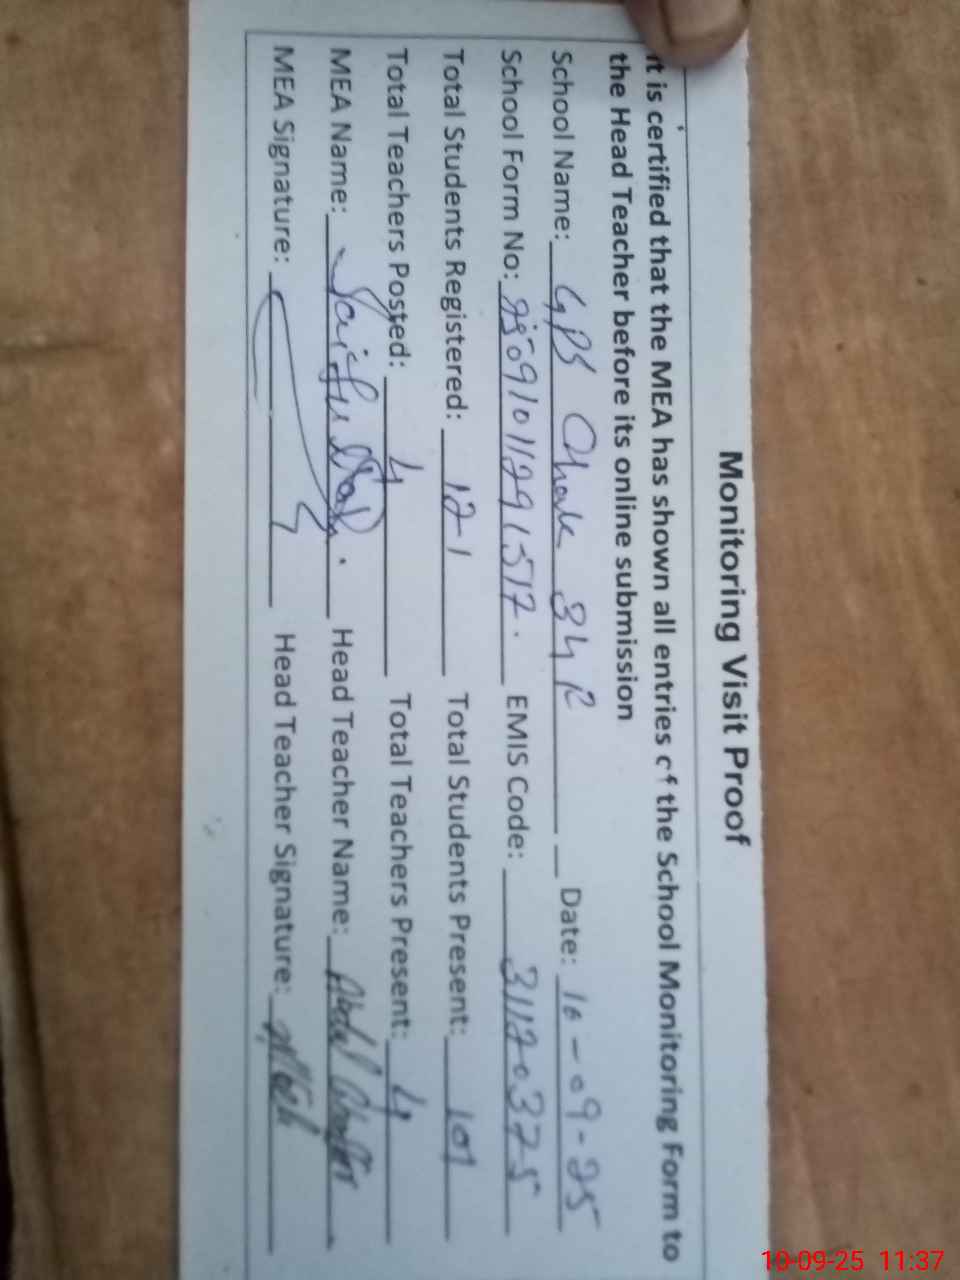 Monitoring Visit Proof
It is certified that the MEA has shown all entries of the School Monitoring Form to
the Head Teacher before its online submission
School Name: GPS Chak 34 R Date: 10-09-25
School Form No: EMIS Code: 31120375
Total Students Registered: 121 Total Students Present: 101
Total Teachers Posted: 4 Total Teachers Present: 4
MEA Name: Saif Head Teacher Name: Abdul
MEA Signature: Head Teacher Signature:
10-09-25 11:37